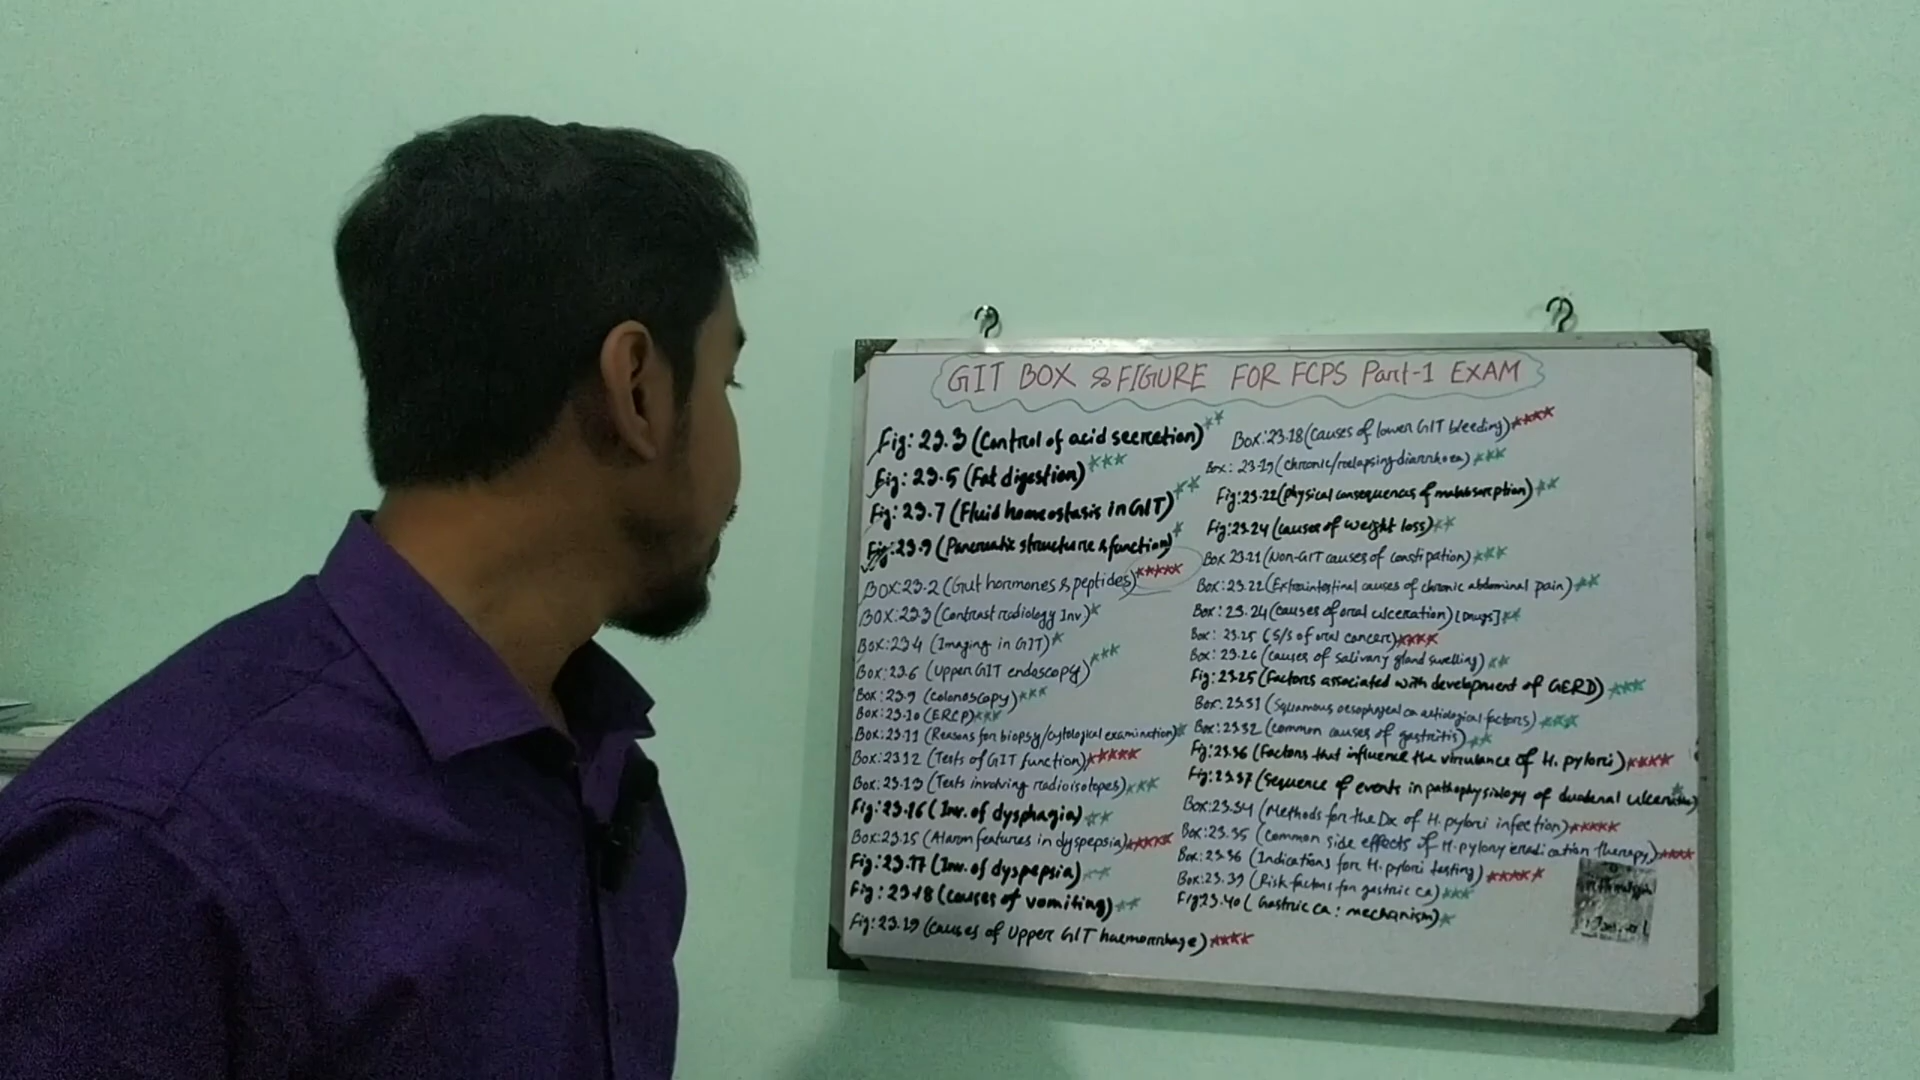 GIT BOX & FIGURE FOR FCPS Part-1 EXAM
Fig: 23.3 (Control of acid secretion)**
Fig: 23.5 (Fat digestion)***
Fig: 23.7 (Fluid homeostasis in GIT)**
Fig: 23.9 (Pancreatic structure & function)*
BOX: 23.2 (Gut hormones & peptides)*****
BOX: 23.3 (Contrast radiology Inv)*
Box: 23.4 (Imaging in GIT)*
Box: 23.6 (Upper GIT endoscopy)***
Box: 23.9 (Colonoscopy)***
Box: 23.10 (ERCP)***
Box: 23.11 (Reasons for biopsy/cytological examination)*
Box: 23.12 (Tests of GIT function)****
Box: 23.13 (Tests involving radioisotopes)***
Fig: 23.16 (Inv. of dysphagia)**
Box: 23.15 (Alarm features in dyspepsia)*****
Fig: 23.17 (Inv. of dyspepsia)**
Fig: 23.18 (causes of vomiting)**
Fig: 23.19 (causes of Upper GIT haemorrhage)****
Box: 23.18 (causes of lower GIT bleeding)****
Box: 23.19 (chronic/relapsing diarrhoea)***
Fig: 23.22 (physical consequences of malabsorption)**
Fig: 23.24 (causes of weight loss)**
Box 23.21 (Non-GIT causes of constipation)***
Box: 23.22 (Extraintestinal causes of chronic abdominal pain)**
Box: 23.24 (causes of oral ulceration) [Drugs]**
Box: 23.25 (S/S of oral cancer)****
Box: 23.26 (causes of salivary gland swelling)**
Fig: 23.25 (Factors associated with development of GERD)***
Box: 23.31 (Squamous oesophageal ca aetiological factors)***
Box: 23.32 (common causes of gastritis)**
Fig: 23.36 (Factors that influence the virulance of H. pylori)****
Fig: 23.37 (sequence of events in pathophysiology of duodenal ulceration)*
Box: 23.34 (Methods for the Dx of H. pylori infection)*****
Box: 23.35 (Common side effects of H. pylory eradication therapy)****
Box: 23.36 (Indications for H. pylori testing)*****
Box: 23.39 (Risk-factors for gastric ca)***
Fig 23.40 (Gastric ca: mechanism)*